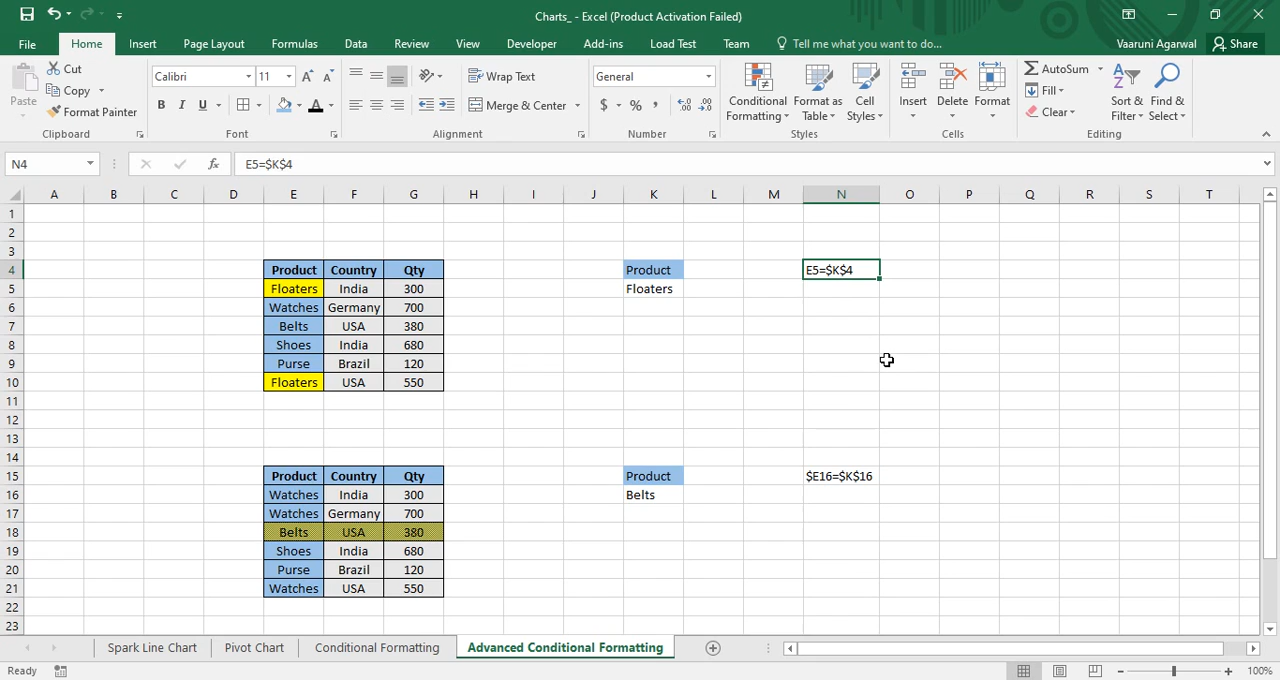 Charts_ - Excel (Product Activation Failed)
File Home Insert Page Layout Formulas Data Review View Developer Add-ins Load Test Team Tell me what you want to do... Vaaruni Agarwal Share
Paste
Cut
Copy
Format Painter
Clipboard
Calibri 11
B I U
Font
Wrap Text
Merge & Center
Alignment
General
$ % ,
Number
Conditional Formatting
Format as Table
Cell Styles
Styles
Insert Delete Format
Cells
AutoSum
Fill
Clear
Sort & Filter
Find & Select
Editing
N4 fx E5=$K$4
A B C D E F G H I J K L M N O P Q R S T
1
2
3
4 Product Country Qty Product E5=$K$4
5 Floaters India 300 Floaters
6 Watches Germany 700
7 Belts USA 380
8 Shoes India 680
9 Purse Brazil 120
10 Floaters USA 550
11
12
13
14
15 Product Country Qty Product $E16=$K$16
16 Watches India 300 Belts
17 Watches Germany 700
18 Belts USA 380
19 Shoes India 680
20 Purse Brazil 120
21 Watches USA 550
22
23
Spark Line Chart Pivot Chart Conditional Formatting Advanced Conditional Formatting
Ready 100%